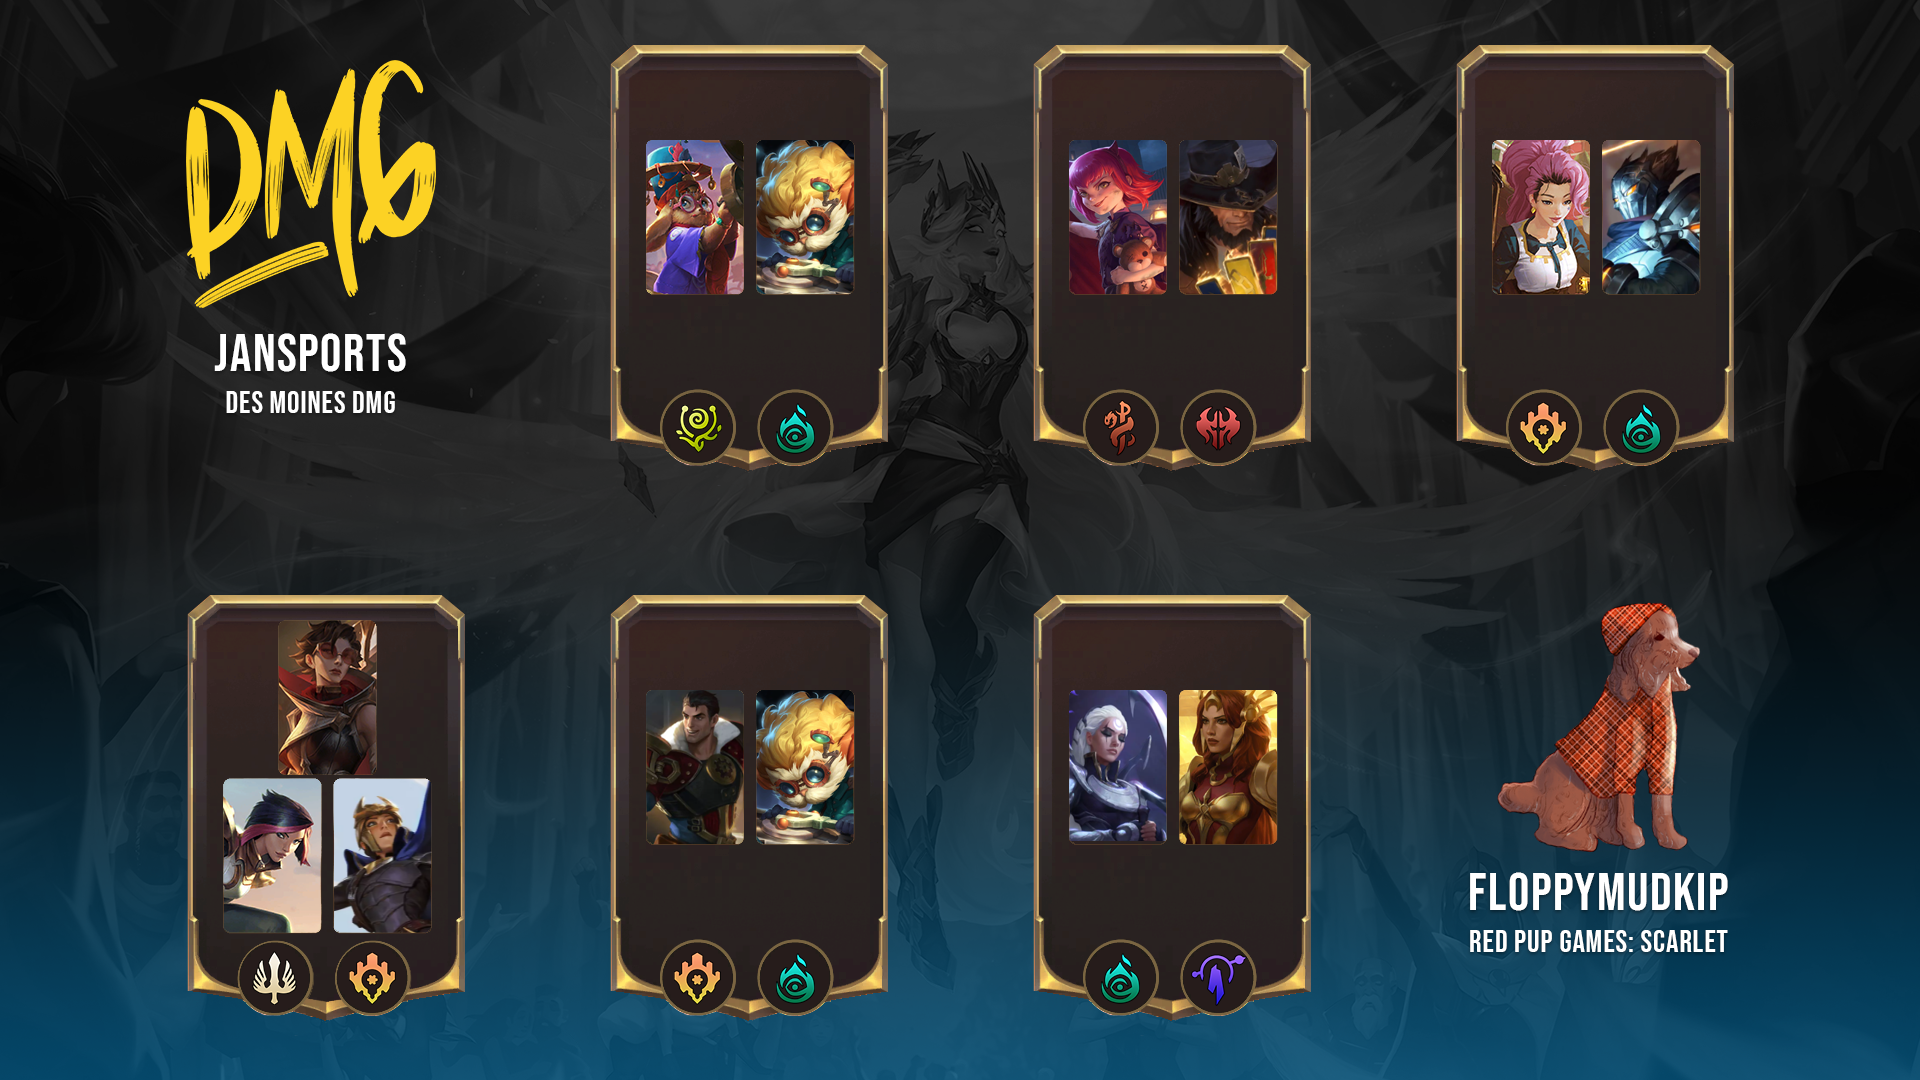 DMG
JANSPORTS
DES MOINES DMG
FLOPPYMUDKIP
RED PUP GAMES: SCARLET